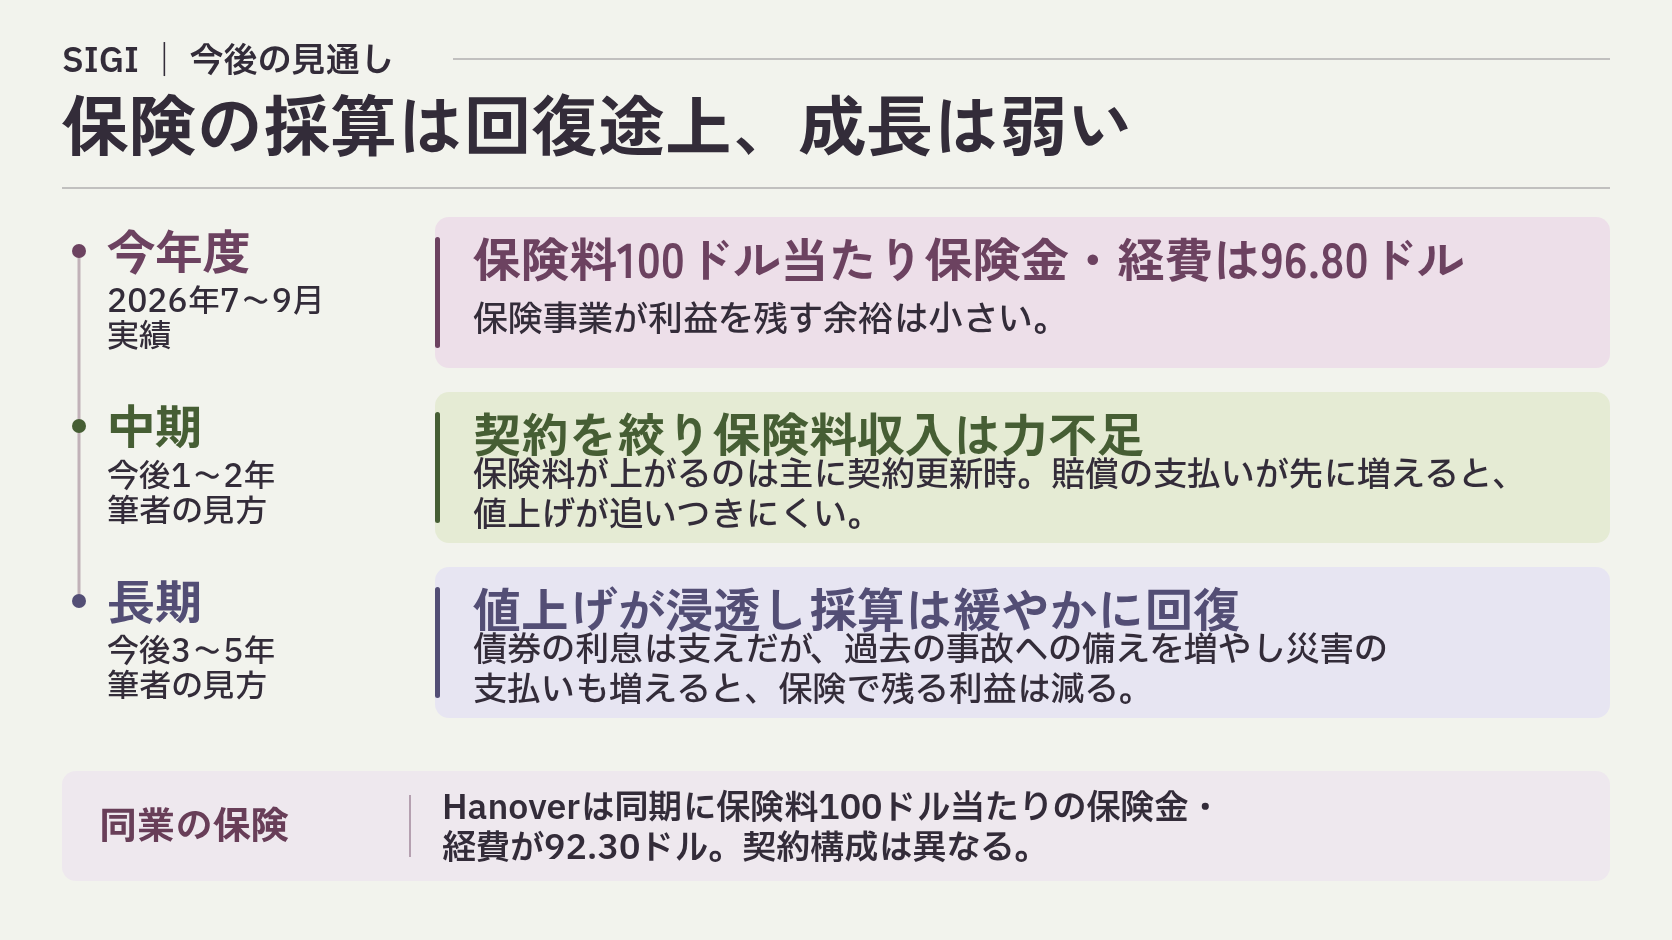 SIGI | 今後の見通し
保険の採算は回復途上、成長は弱い
今年度
2026年7～9月
実績
保険料100ドル当たり保険金・経費は96.80ドル
保険事業が利益を残す余裕は小さい。
中期
今後1～2年
筆者の見方
契約を絞り保険料収入は力不足
保険料が上がるのは主に契約更新時。賠償の支払いが先に増えると、
値上げが追いつきにくい。
長期
今後3～5年
筆者の見方
値上げが浸透し採算は緩やかに回復
債券の利息は支えだが、過去の事故への備えを増やし災害の
支払いも増えると、保険で残る利益は減る。
同業の保険
Hanoverは同期に保険料100ドル当たりの保険金・
経費が92.30ドル。契約構成は異なる。